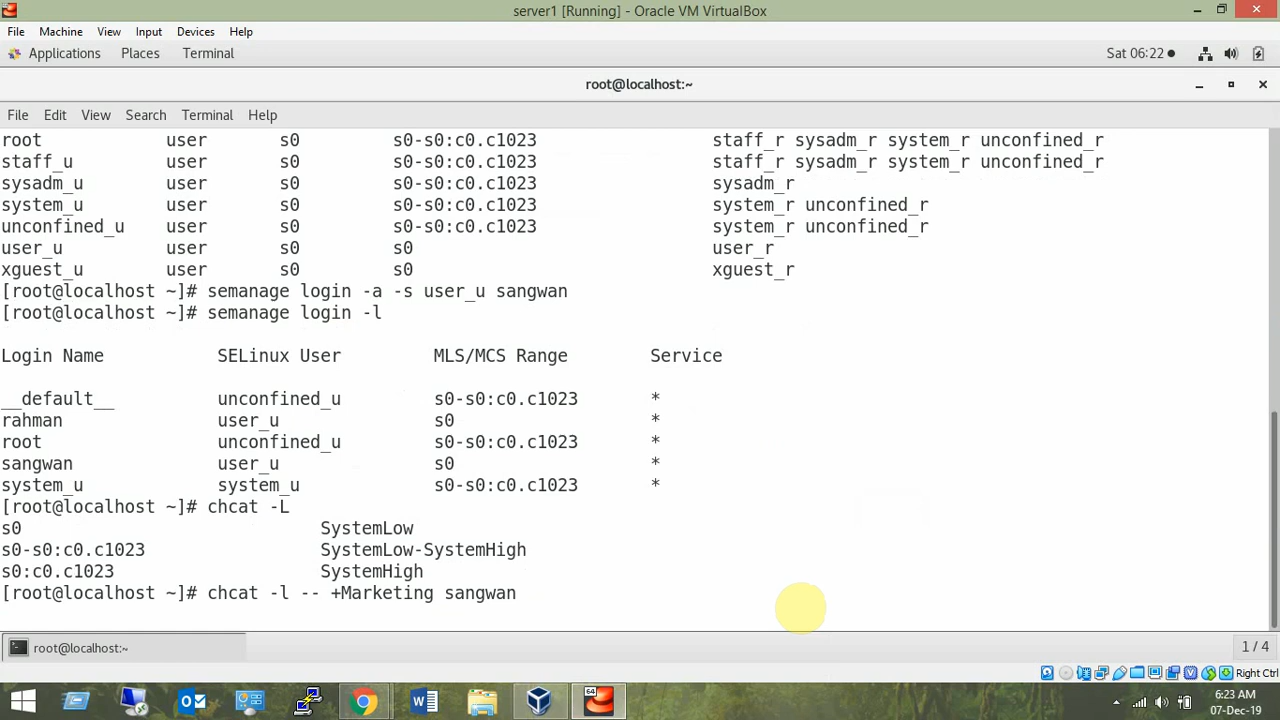 server1 [Running] - Oracle VM VirtualBox
File Machine View Input Devices Help
Applications Places Terminal Sat 06:22
root@localhost:~
File Edit View Search Terminal Help
root user s0 s0-s0:c0.c1023 staff_r sysadm_r system_r unconfined_r
staff_u user s0 s0-s0:c0.c1023 staff_r sysadm_r system_r unconfined_r
sysadm_u user s0 s0-s0:c0.c1023 sysadm_r
system_u user s0 s0-s0:c0.c1023 system_r unconfined_r
unconfined_u user s0 s0-s0:c0.c1023 system_r unconfined_r
user_u user s0 s0 user_r
xguest_u user s0 s0 xguest_r
[root@localhost ~]# semanage login -a -s user_u sangwan
[root@localhost ~]# semanage login -l
Login Name SELinux User MLS/MCS Range Service
__default__ unconfined_u s0-s0:c0.c1023 *
rahman user_u s0 *
root unconfined_u s0-s0:c0.c1023 *
sangwan user_u s0 *
system_u system_u s0-s0:c0.c1023 *
[root@localhost ~]# chcat -L
s0 SystemLow
s0-s0:c0.c1023 SystemLow-SystemHigh
s0:c0.c1023 SystemHigh
[root@localhost ~]# chcat -l -- +Marketing sangwan
root@localhost:~ 1 / 4
Right Ctrl
64
6:23 AM
07-Dec-19